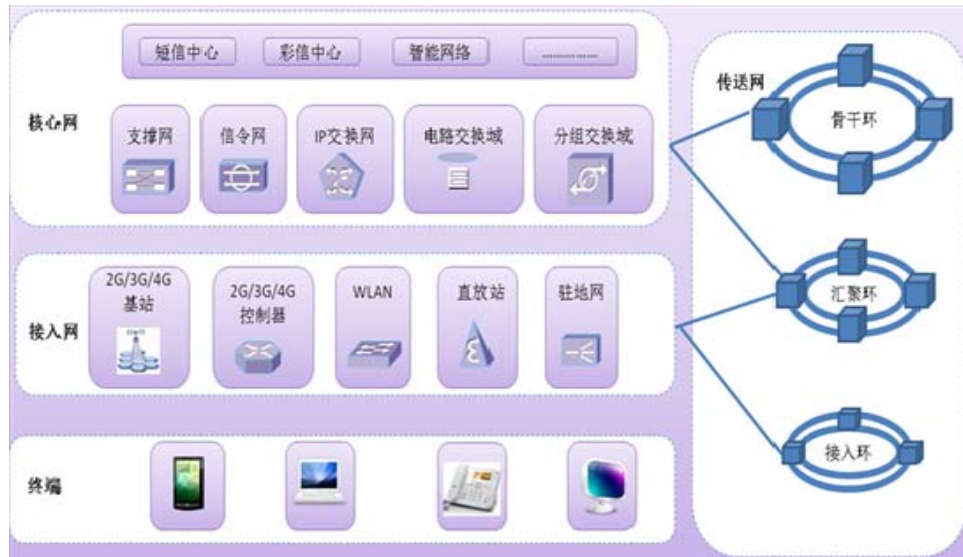 短信中心
彩信中心
智能网络
……………
核心网
支撑网
信令网
IP交换网
电路交换域
分组交换域
2G/3G/4G
基站
2G/3G/4G
控制器
WLAN
直放站
驻地网
接入网
终端
传送网
骨干环
汇聚环
接入环